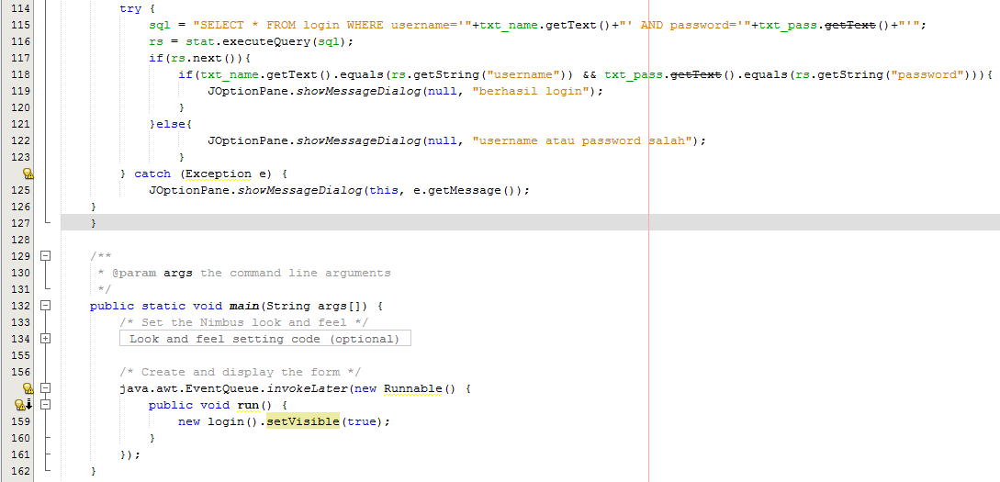 114 try {
115 sql = "SELECT * FROM login WHERE username='"+txt_name.getText()+"' AND password='"+txt_pass.getText()+"'";
116 rs = stat.executeQuery(sql);
117 if(rs.next()){
118 if(txt_name.getText().equals(rs.getString("username")) && txt_pass.getText().equals(rs.getString("password"))){
119 JOptionPane.showMessageDialog(null, "berhasil login");
120 }
121 }else{
122 JOptionPane.showMessageDialog(null, "username atau password salah");
123 }
} catch (Exception e) {
125 JOptionPane.showMessageDialog(this, e.getMessage());
126 }
127 }
128
129 /**
130 * @param args the command line arguments
131 */
132 public static void main(String args[]) {
133 /* Set the Nimbus look and feel */
134 Look and feel setting code (optional)
155
156 /* Create and display the form */
java.awt.EventQueue.invokeLater(new Runnable() {
public void run() {
159 new login().setVisible(true);
160 }
161 });
162 }